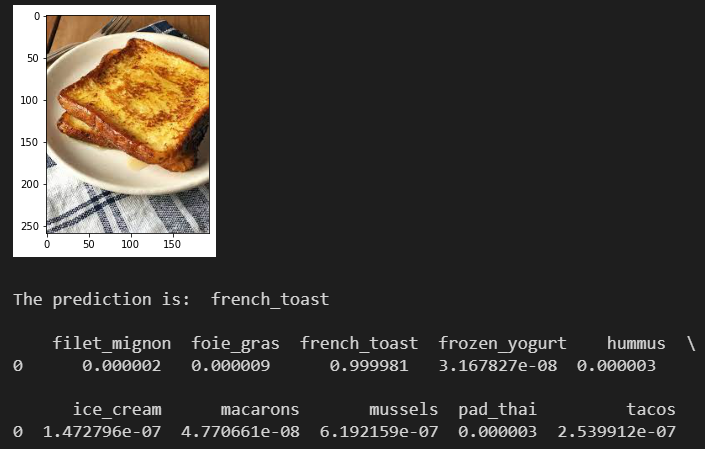 0
50
100
150
200
250
0 50 100 150
The prediction is:  french_toast
filet_mignon  foie_gras  french_toast  frozen_yogurt  hummus  \
0  0.000002  0.000009  0.999981  3.167827e-08  0.000003
ice_cream  macarons  mussels  pad_thai  tacos
0  1.472796e-07  4.770661e-08  6.192159e-07  0.000003  2.539912e-07